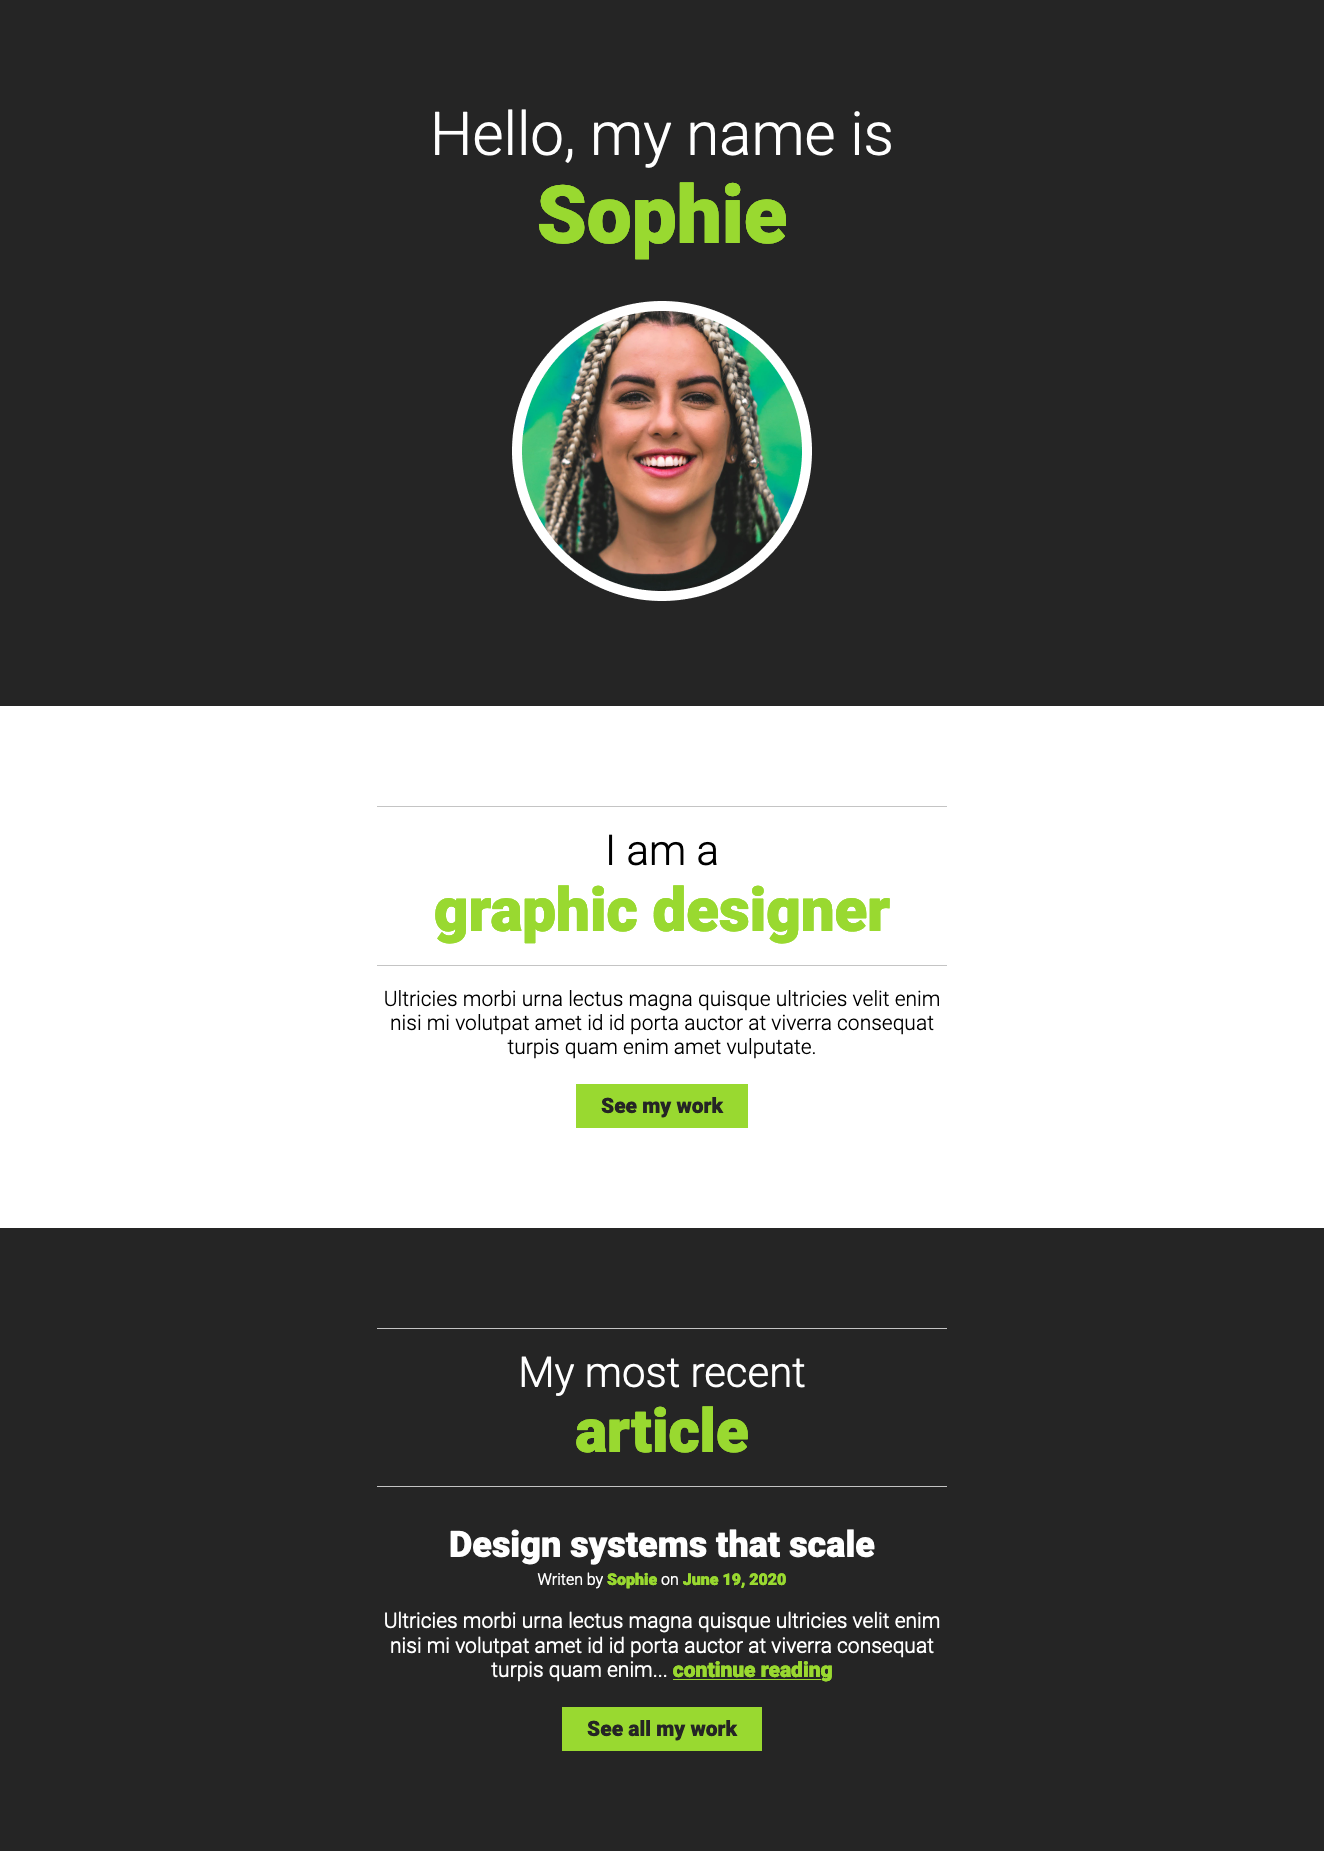 Hello, my name is
Sophie
I am a
graphic designer
Ultricies morbi urna lectus magna quisque ultricies velit enim
nisi mi volutpat amet id id porta auctor at viverra consequat
turpis quam enim amet vulputate.
See my work
My most recent
article
Design systems that scale
Writen by Sophie on June 19, 2020
Ultricies morbi urna lectus magna quisque ultricies velit enim
nisi mi volutpat amet id id porta auctor at viverra consequat
turpis quam enim... continue reading
See all my work